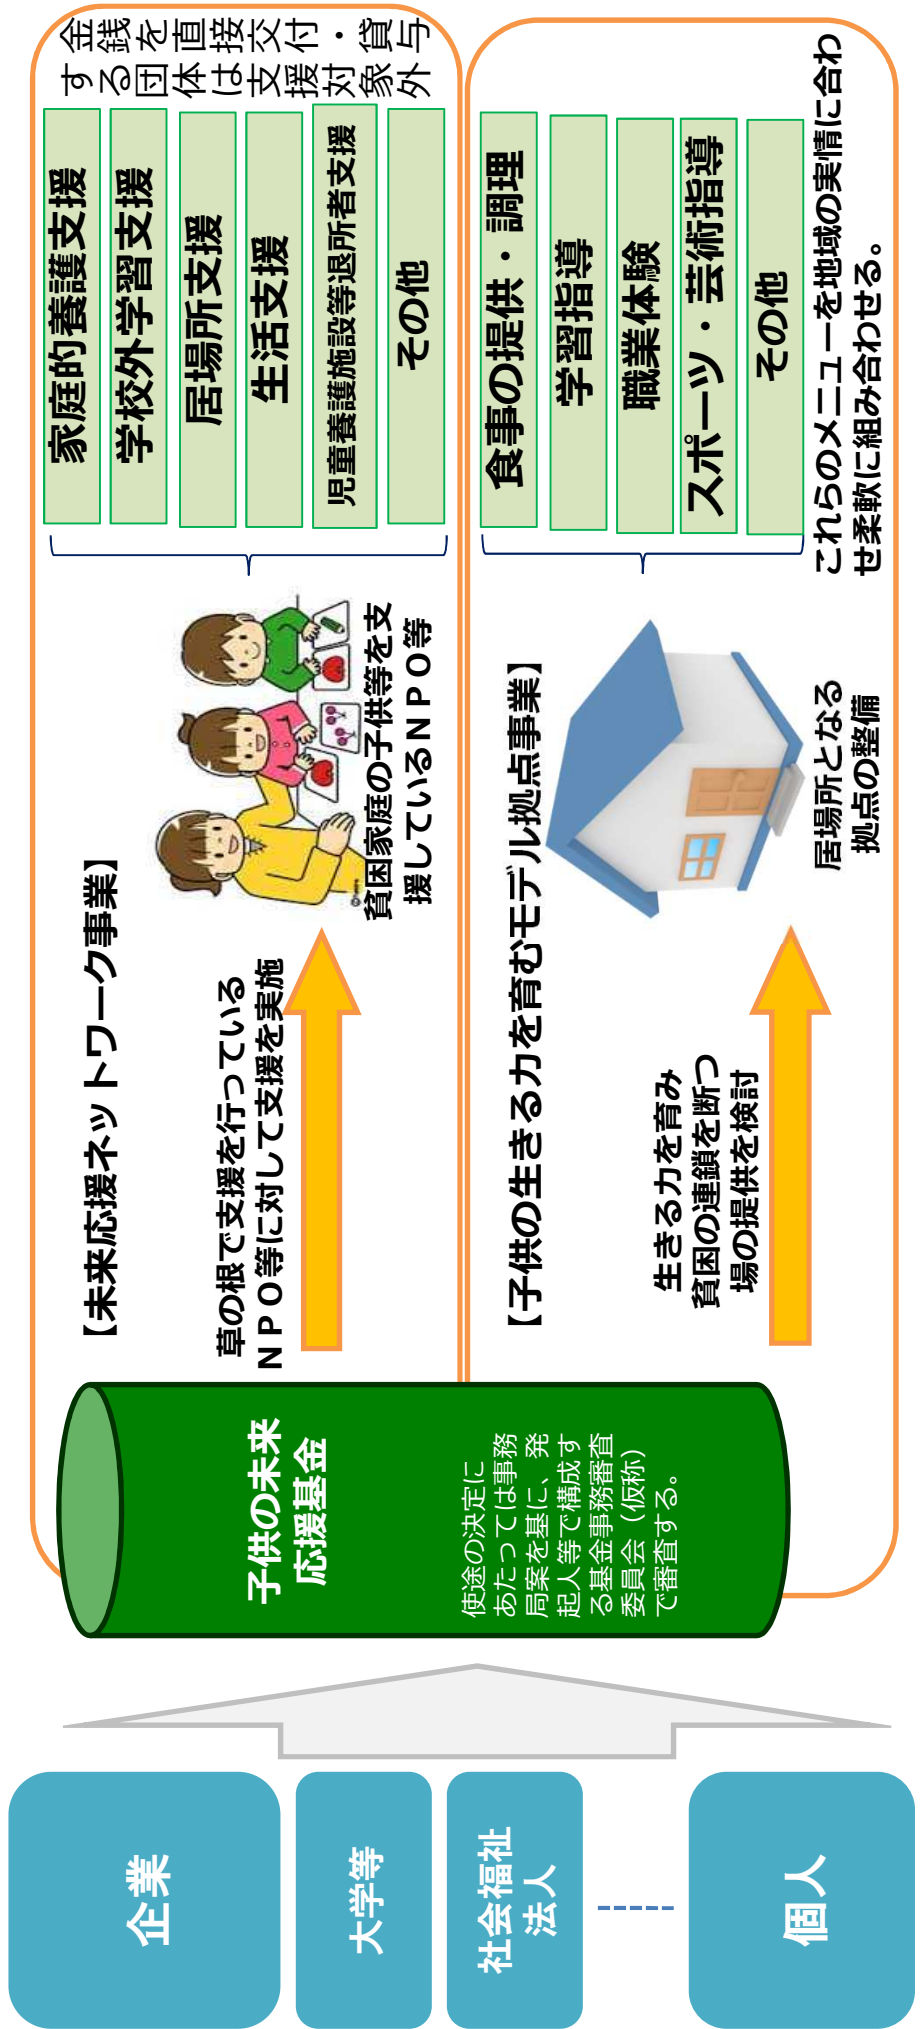 企業
大学等
社会福祉
法人
個人
子供の未来
応援基金
使途の決定に
あたっては事務
局案を基に、発
起人等で構成す
る基金事務審査
委員会（仮称）
で審査する。
【未来応援ネットワーク事業】
草の根で支援を行っている
ＮＰＯ等に対して支援を実施
貧困家庭の子供等を支
援しているＮＰＯ等
家庭的養護支援
学校外学習支援
居場所支援
生活支援
児童養護施設等退所者支援
その他
金銭を直接交付・貸与
する団体は支援対象外
【子供の生きる力を育むモデル拠点事業】
生きる力を育み
貧困の連鎖を断つ
場の提供を検討
居場所となる
拠点の整備
食事の提供・調理
学習指導
職業体験
スポーツ・芸術指導
その他
これらのメニューを地域の実情に合わ
せ柔軟に組み合わせる。